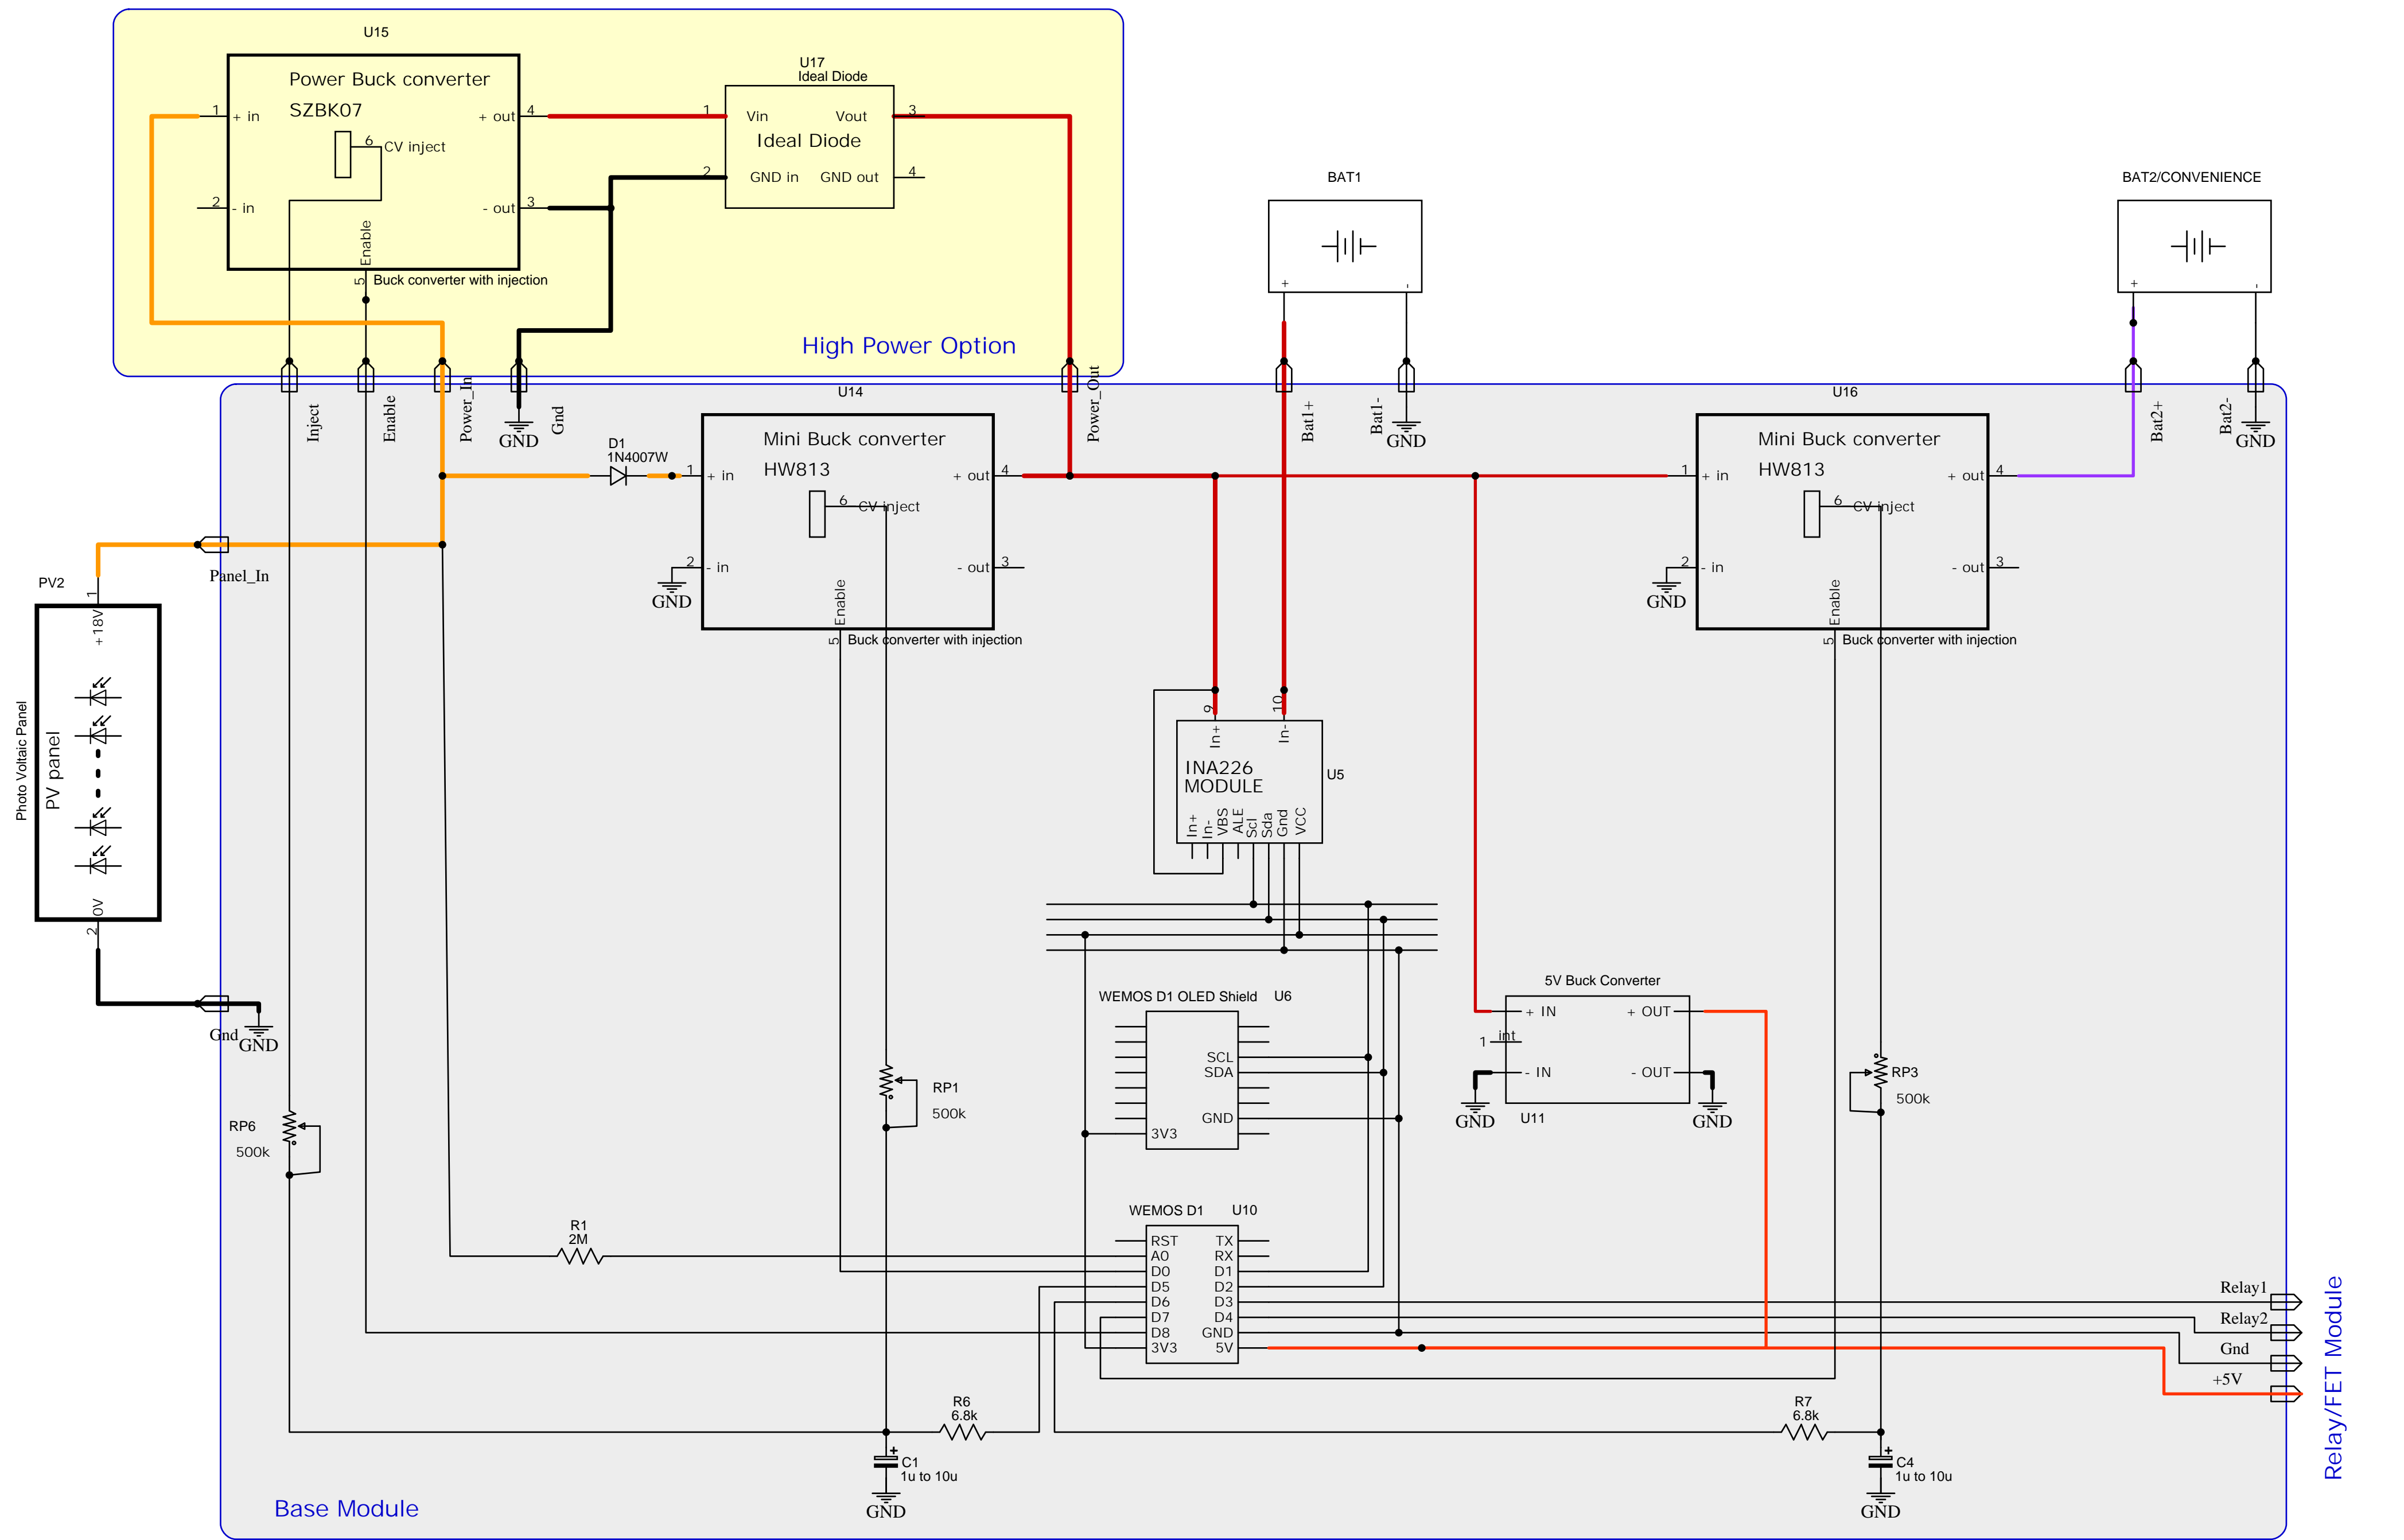 U15
Power Buck converter
SZBK07
1
+ in
+ out
4
6
CV inject
2
- in
- out
3
Enable
5
Buck converter with injection
U17
Ideal Diode
1
Vin
Vout
3
Ideal Diode
2
GND in
GND out
4
High Power Option
BAT1
+
-
BAT2/CONVENIENCE
+
-
Inject
Enable
Power_In
Gnd
GND
Power_Out
Bat1+
Bat1-
GND
Bat2+
Bat2-
GND
D1
1N4007W
U14
Mini Buck converter
HW813
1
+ in
+ out
4
6
CV inject
2
- in
- out
3
GND
Enable
5
Buck converter with injection
U16
Mini Buck converter
HW813
1
+ in
+ out
4
6
CV inject
2
- in
- out
3
GND
Enable
5
Buck converter with injection
Panel_In
PV2
1
+18V
Photo Voltaic Panel
PV panel
0V
2
Gnd
GND
9
10
In+
In-
INA226
MODULE
U5
In+
In-
VBS
ALE
Scl
Sda
Gnd
VCC
WEMOS D1 OLED Shield
U6
SCL
SDA
GND
3V3
5V Buck Converter
+ IN
+ OUT
1
int
- IN
- OUT
GND
U11
GND
RP6
500k
RP1
500k
RP3
500k
R1
2M
WEMOS D1
U10
RST
TX
A0
RX
D0
D1
D5
D2
D6
D3
D7
D4
D8
GND
3V3
5V
Relay1
Relay2
Gnd
+5V
Relay/FET Module
R6
6.8k
R7
6.8k
+
C1
1u to 10u
GND
+
C4
1u to 10u
GND
Base Module